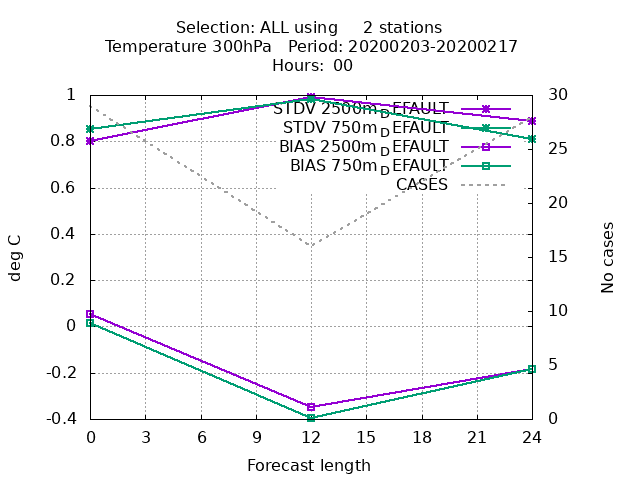 Selection: ALL using     2 stations
Temperature 300hPa   Period: 20200203-20200217
Hours:  00
1
0.8
0.6
0.4
0.2
0
-0.2
-0.4
deg C
STDV 2500m_DEFAULT
STDV 750m_DEFAULT
BIAS 2500m_DEFAULT
BIAS 750m_DEFAULT
CASES
30
25
20
15
10
5
0
No cases
0 3 6 9 12 15 18 21 24
Forecast length